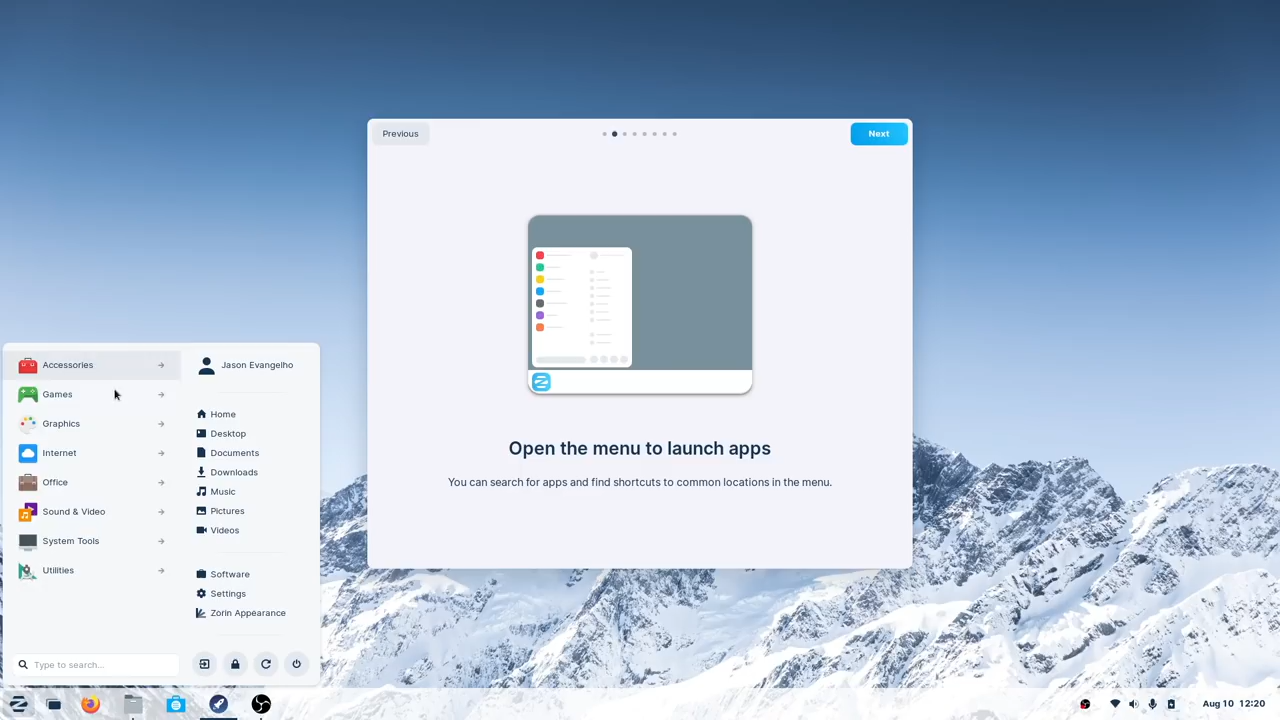 Previous
Next
Open the menu to launch apps
You can search for apps and find shortcuts to common locations in the menu.
Accessories
Games
Graphics
Internet
Office
Sound & Video
System Tools
Utilities
Type to search...
Jason Evangelho
Home
Desktop
Documents
Downloads
Music
Pictures
Videos
Software
Settings
Zorin Appearance
Aug 10 12:20